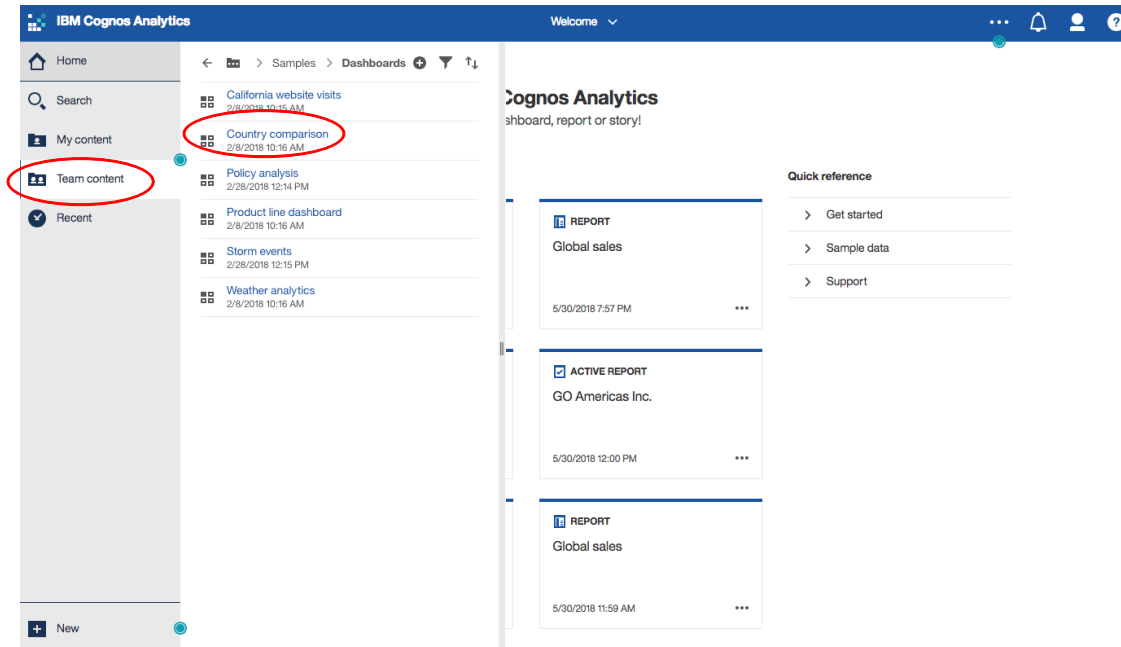 IBM Cognos Analytics
Welcome
?
Home
Search
My content
Team content
Recent
New
Samples > Dashboards
California website visits
2/8/2018 10:15 AM
Country comparison
2/8/2018 10:16 AM
Policy analysis
2/28/2018 12:14 PM
Product line dashboard
2/8/2018 10:16 AM
Storm events
2/28/2018 12:15 PM
Weather analytics
2/8/2018 10:16 AM
Cognos Analytics
shboard, report or story!
REPORT
Global sales
5/30/2018 7:57 PM
ACTIVE REPORT
GO Americas Inc.
5/30/2018 12:00 PM
REPORT
Global sales
5/30/2018 11:59 AM
Quick reference
Get started
Sample data
Support